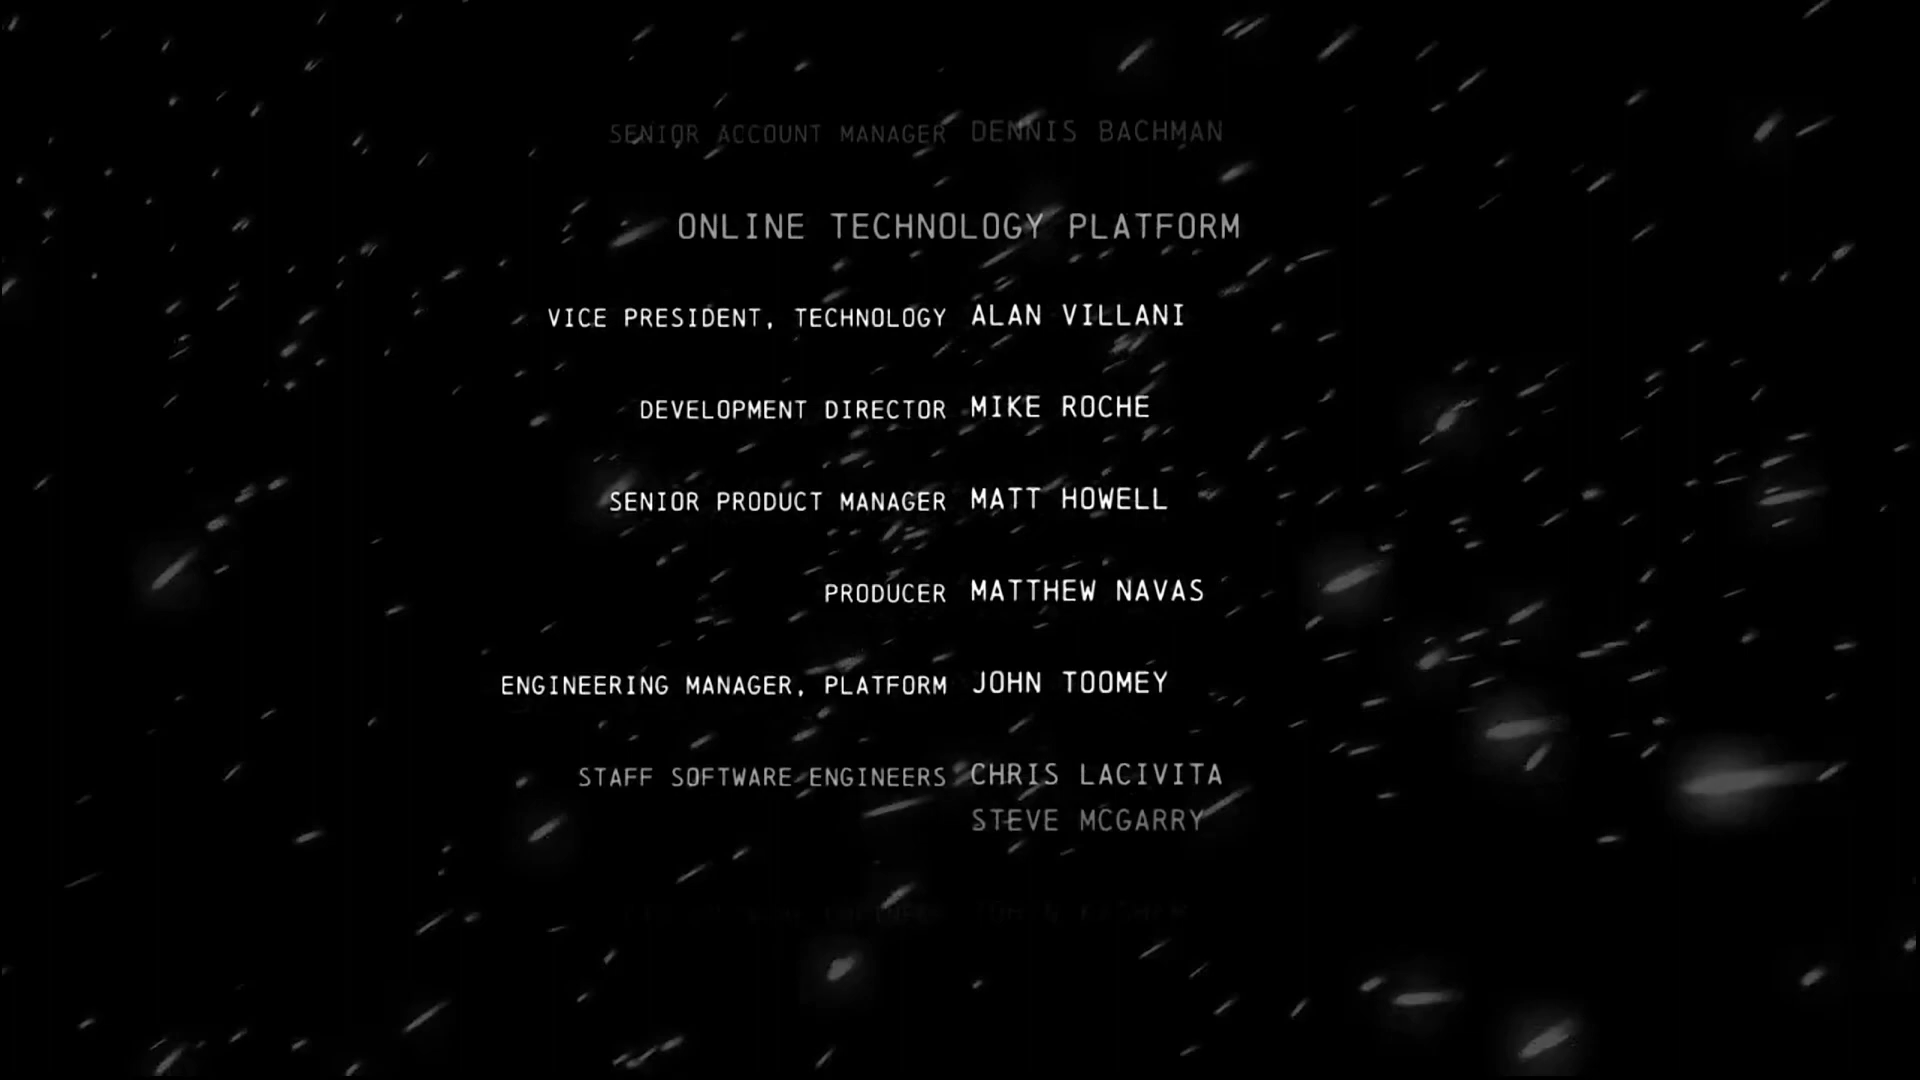 SENIOR ACCOUNT MANAGER DENNIS BACHMAN
ONLINE TECHNOLOGY PLATFORM
VICE PRESIDENT, TECHNOLOGY ALAN VILLANI
DEVELOPMENT DIRECTOR MIKE ROCHE
SENIOR PRODUCT MANAGER MATT HOWELL
PRODUCER MATTHEW NAVAS
ENGINEERING MANAGER, PLATFORM JOHN TOOMEY
STAFF SOFTWARE ENGINEERS CHRIS LACIVITA
STEVE MCGARRY